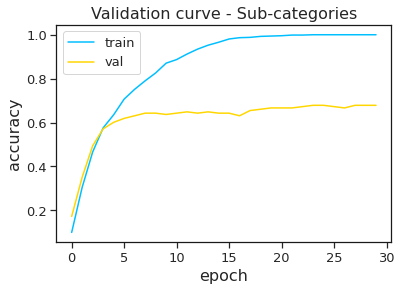 Validation curve - Sub-categories
train
val
accuracy
1.0
0.8
0.6
0.4
0.2
0 5 10 15 20 25 30
epoch